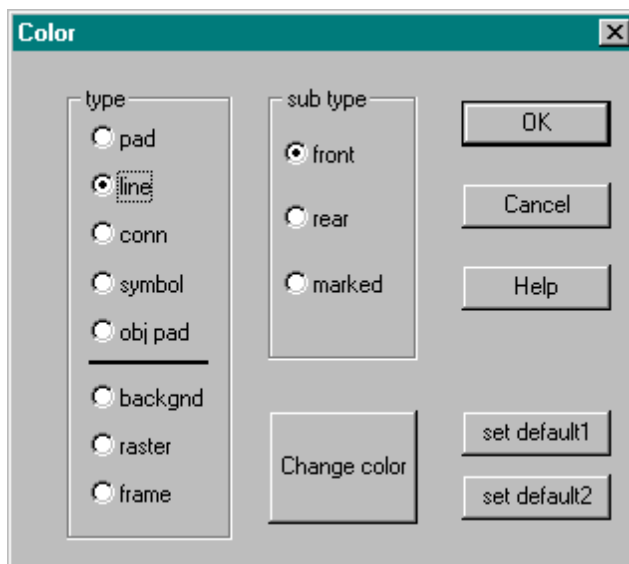 Color
type
pad
line
conn
symbol
obj pad
backgnd
raster
frame
sub type
front
rear
marked
Change color
OK
Cancel
Help
set default1
set default2